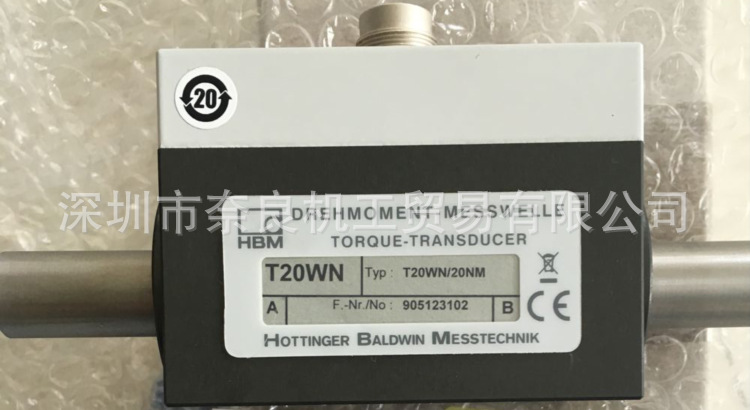 20
深圳市奈良机工贸易有限公司
DREHMOMENT-MESSWELLE
HBM
TORQUE-TRANSDUCER
T20WN Typ : T20WN/20NM
A F.-Nr./No : 905123102 B
CE
HOTTINGER BALDWIN MESSTECHNIK